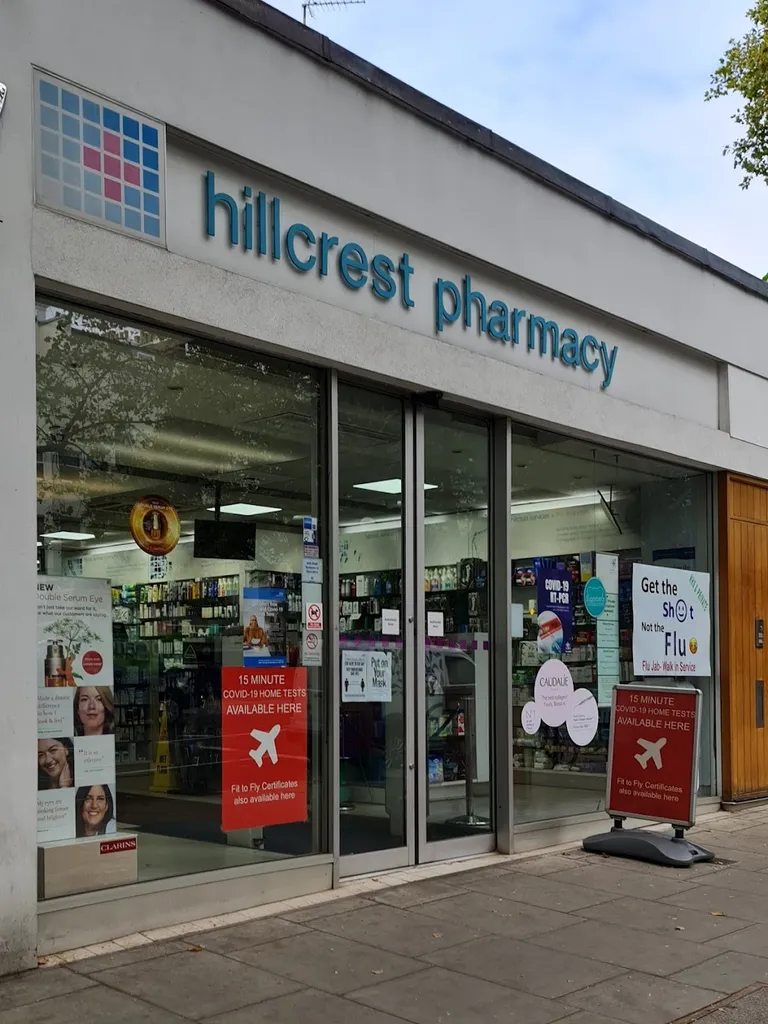 hillcrest pharmacy
NEW
Double Serum Eye
CLARINS
15 MINUTE
COVID-19 HOME TESTS
AVAILABLE HERE
Fit to Fly Certificates
also available here
Put on
Your
Mask
COVID-19
RT-PCR
CAUDALIE
Get the
Sh t
Not the
Flu
Flu Jab- Walk in Service
15 MINUTE
COVID-19 HOME TESTS
AVAILABLE HERE
Fit to Fly Certificates
also available here